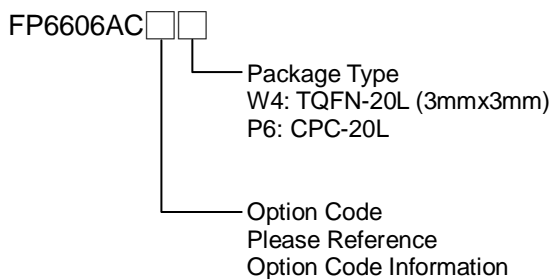 FP6606AC
Package Type
W4: TQFN-20L (3mmx3mm)
P6: CPC-20L
Option Code
Please Reference
Option Code Information